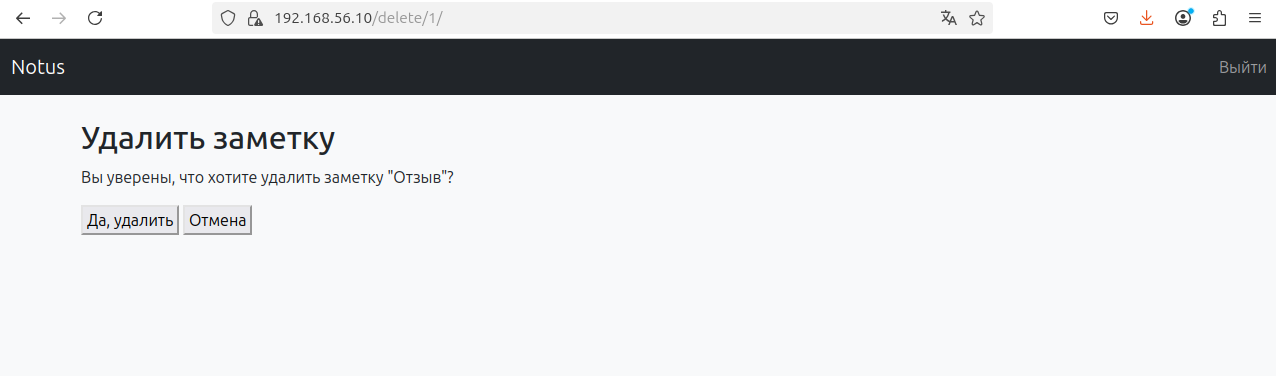 192.168.56.10/delete/1/
Notus
Выйти
Удалить заметку
Вы уверены, что хотите удалить заметку "Отзыв"?
Да, удалить Отмена